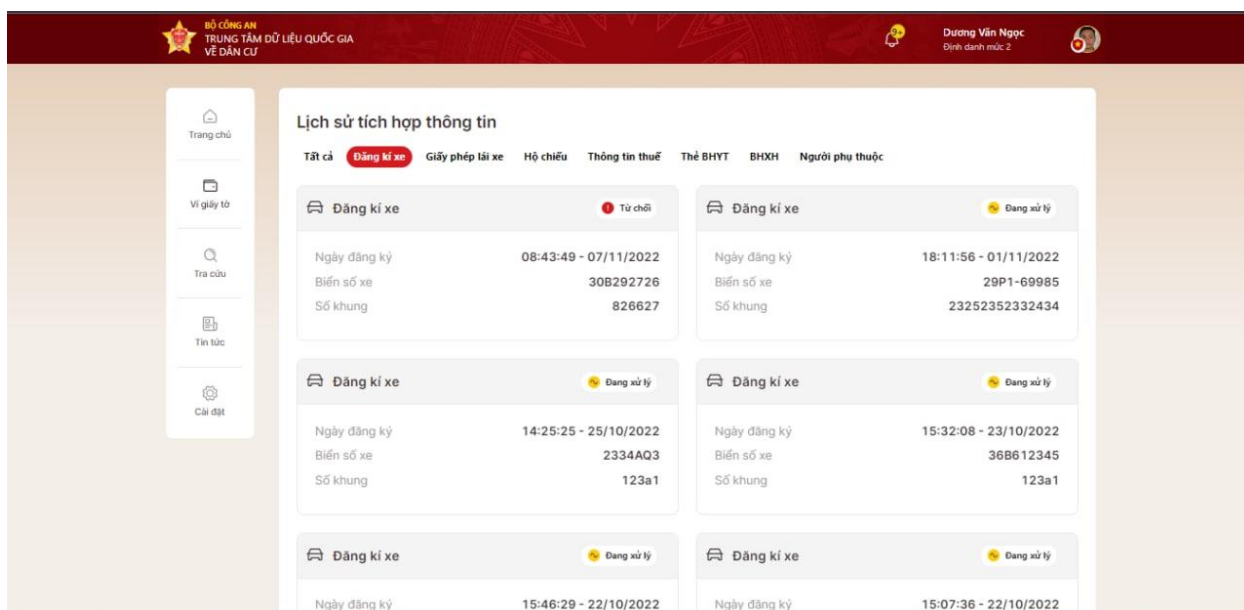 BỘ CÔNG AN
TRUNG TÂM DỮ LIỆU QUỐC GIA
VỀ DÂN CƯ
9+
Dương Văn Ngọc
Định danh mức 2
Trang chủ
Ví giấy tờ
Tra cứu
Tin tức
Cài đặt
Lịch sử tích hợp thông tin
Tất cả Đăng kí xe Giấy phép lái xe Hộ chiếu Thông tin thuế Thẻ BHYT BHXH Người phụ thuộc
Đăng kí xe Từ chối
Ngày đăng ký 08:43:49 - 07/11/2022
Biển số xe 30B292726
Số khung 826627
Đăng kí xe Đang xử lý
Ngày đăng ký 18:11:56 - 01/11/2022
Biển số xe 29P1-69985
Số khung 23252352332434
Đăng kí xe Đang xử lý
Ngày đăng ký 14:25:25 - 25/10/2022
Biển số xe 2334AQ3
Số khung 123a1
Đăng kí xe Đang xử lý
Ngày đăng ký 15:32:08 - 23/10/2022
Biển số xe 36B612345
Số khung 123a1
Đăng kí xe Đang xử lý
Ngày đăng ký 15:46:29 - 22/10/2022
Đăng kí xe Đang xử lý
Ngày đăng ký 15:07:36 - 22/10/2022